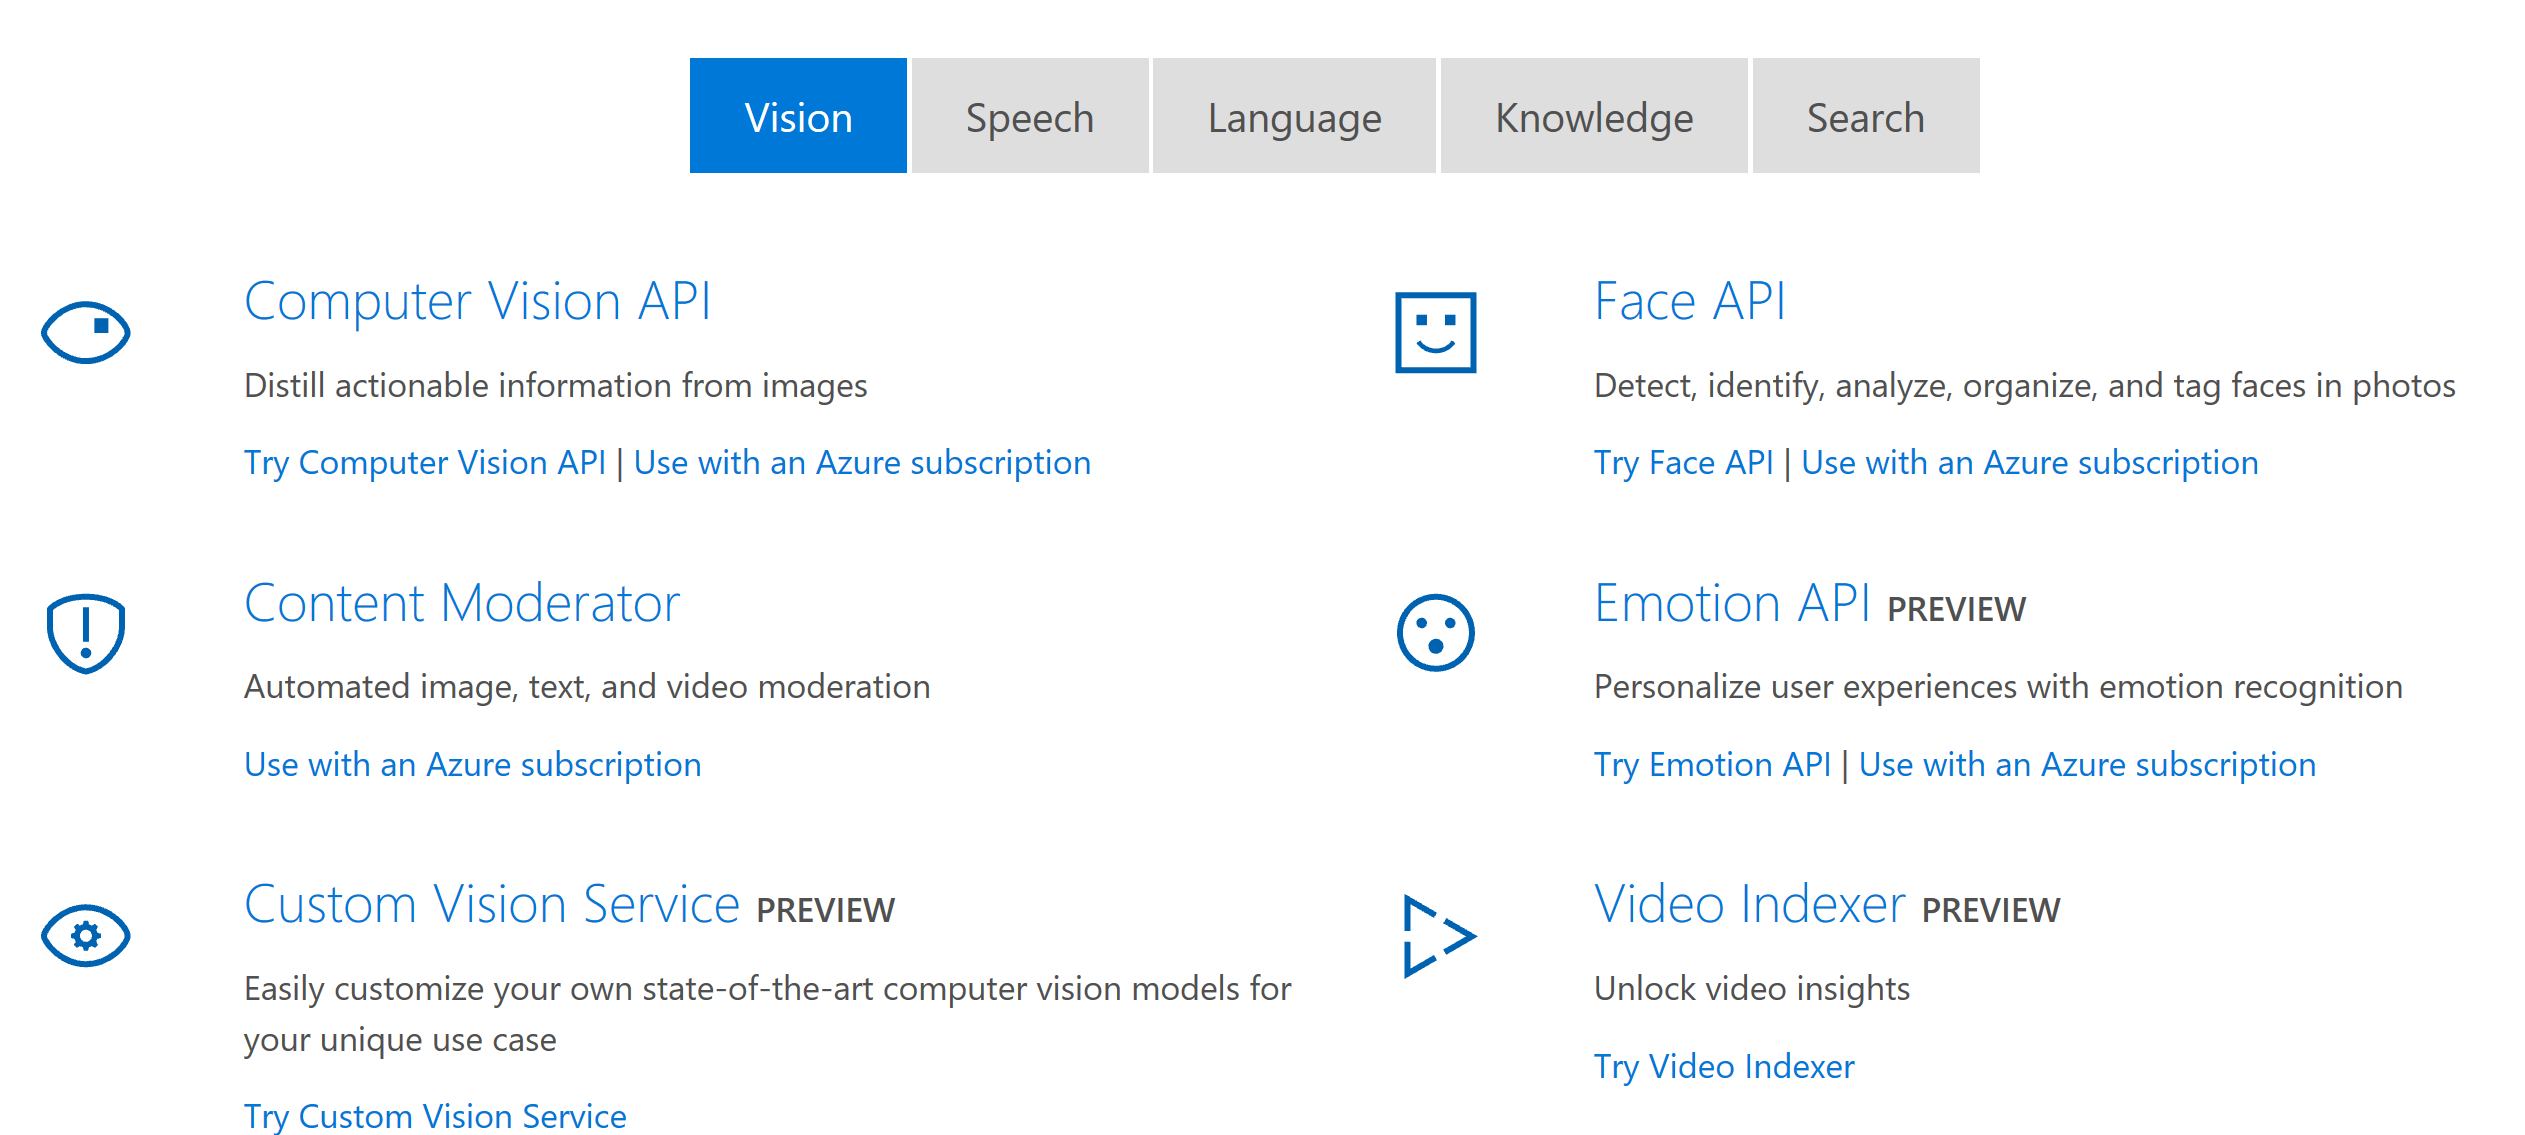 Vision
Speech
Language
Knowledge
Search
Computer Vision API
Distill actionable information from images
Try Computer Vision API | Use with an Azure subscription
Face API
Detect, identify, analyze, organize, and tag faces in photos
Try Face API | Use with an Azure subscription
Content Moderator
Automated image, text, and video moderation
Use with an Azure subscription
Emotion API PREVIEW
Personalize user experiences with emotion recognition
Try Emotion API | Use with an Azure subscription
Custom Vision Service PREVIEW
Easily customize your own state-of-the-art computer vision models for
your unique use case
Try Custom Vision Service
Video Indexer PREVIEW
Unlock video insights
Try Video Indexer